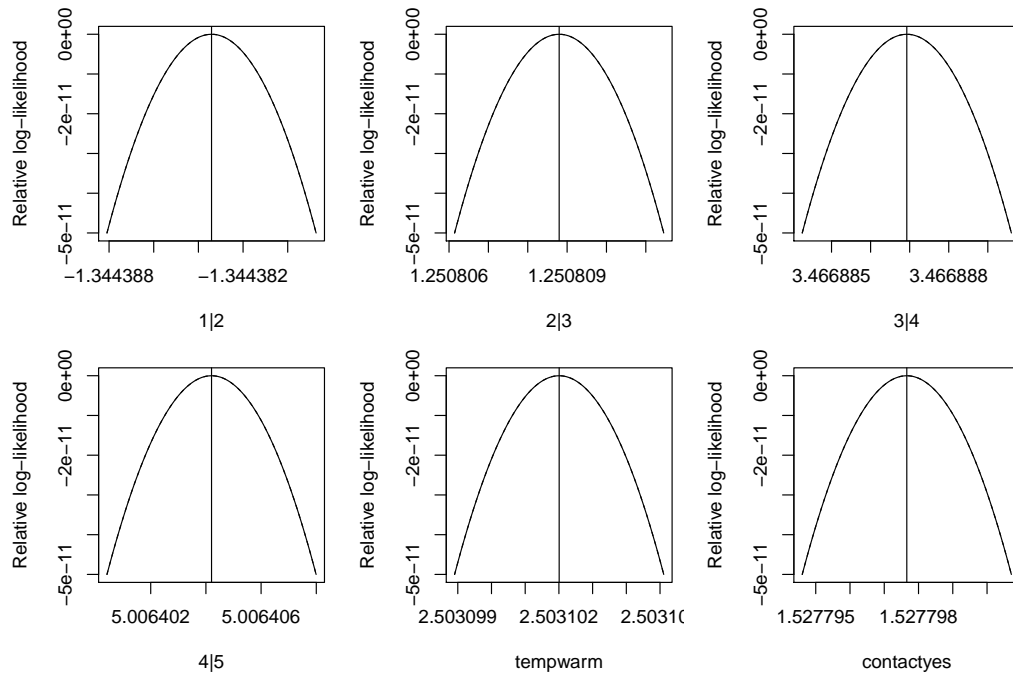 Relative log−likelihood
0e+00
−2e−11
−5e−11
−1.344388
−1.344382
1|2
Relative log−likelihood
0e+00
−2e−11
−5e−11
1.250806
1.250809
2|3
Relative log−likelihood
0e+00
−2e−11
−5e−11
3.466885
3.466888
3|4
Relative log−likelihood
0e+00
−2e−11
−5e−11
5.006402
5.006406
4|5
Relative log−likelihood
0e+00
−2e−11
−5e−11
2.503099
2.503102
tempwarm
Relative log−likelihood
0e+00
−2e−11
−5e−11
1.527795
1.527798
contactyes